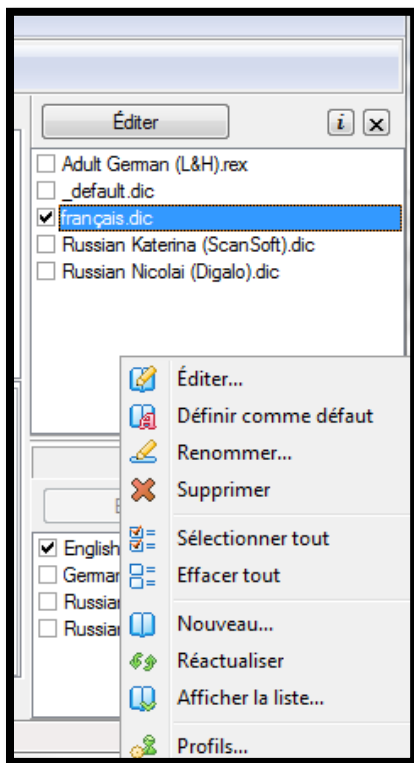 Éditer
i
Adult German (L&H).rex
_default.dic
français.dic
Russian Katerina (ScanSoft).dic
Russian Nicolai (Digalo).dic
Éditer...
Définir comme défaut
Renommer...
Supprimer
English
Sélectionner tout
German
Effacer tout
Russian
Russian
Nouveau...
Réactualiser
Afficher la liste...
Profils...